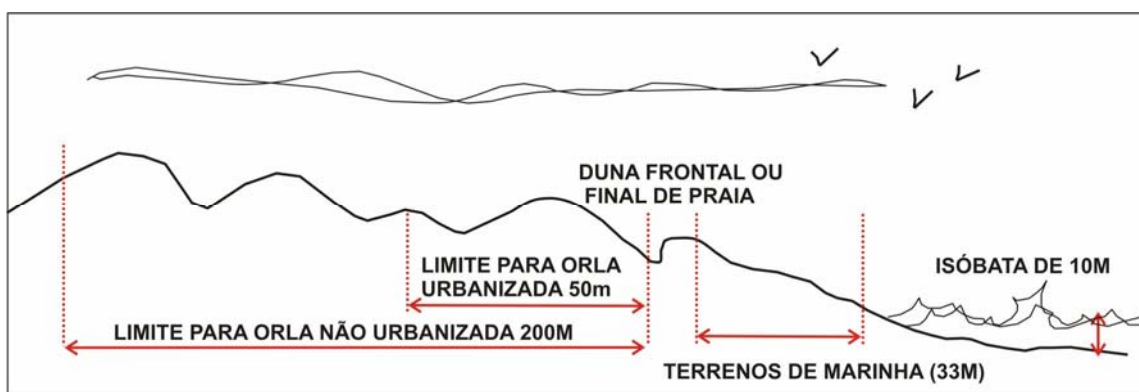 DUNA FRONTAL OU
FINAL DE PRAIA
ISÓBATA DE 10M
LIMITE PARA ORLA
URBANIZADA 50m
LIMITE PARA ORLA NÃO URBANIZADA 200M
TERRENOS DE MARINHA (33M)